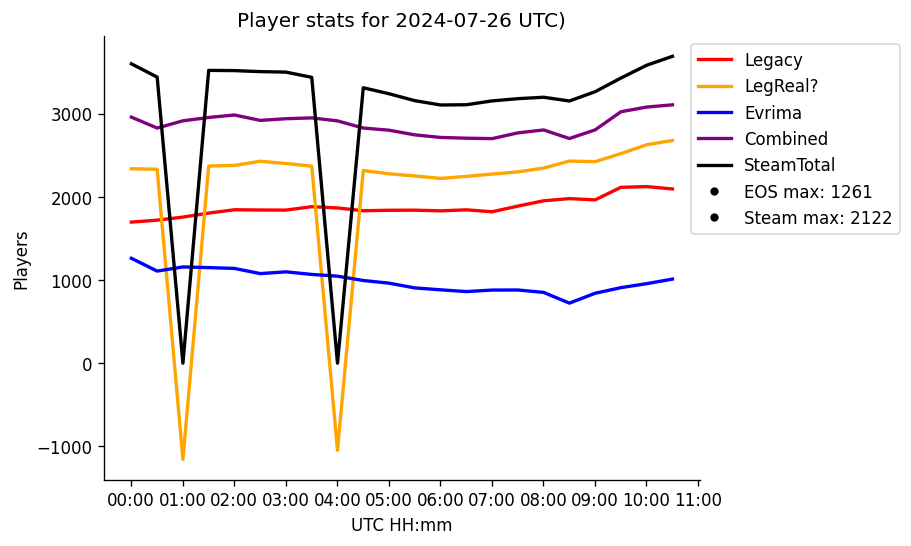 Player stats for 2024-07-26 UTC)
Legacy
LegReal?
Evrima
Combined
SteamTotal
EOS max: 1261
Steam max: 2122
Players
3000
2000
1000
0
−1000
00:00 01:00 02:00 03:00 04:00 05:00 06:00 07:00 08:00 09:00 10:00 11:00
UTC HH:mm